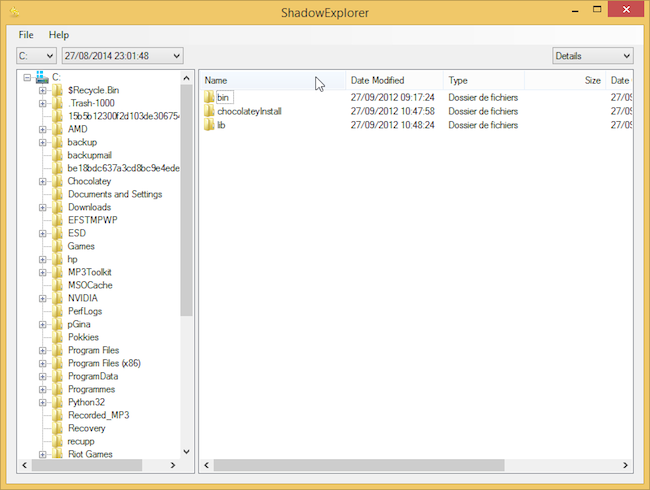 ShadowExplorer
File Help
C: 27/08/2014 23:01:48 Details
C:
$Recycle.Bin
.Trash-1000
15b5b12300f2d103de30675
AMD
backup
backupmail
be18bdc637a3cd8bc9e4ede
Chocolatey
Documents and Settings
Downloads
EFSTMPWP
ESD
Games
hp
MP3Toolkit
MSOCache
NVIDIA
PerfLogs
pGina
Pokkies
Program Files
Program Files (x86)
ProgramData
Programmes
Python32
Recorded_MP3
Recovery
recupp
Riot Games
Name Date Modified Type Size Date
bin 27/09/2012 09:17:24 Dossier de fichiers 27/09
chocolateyInstall 27/09/2012 10:47:58 Dossier de fichiers 27/09
lib 27/09/2012 10:48:24 Dossier de fichiers 27/09